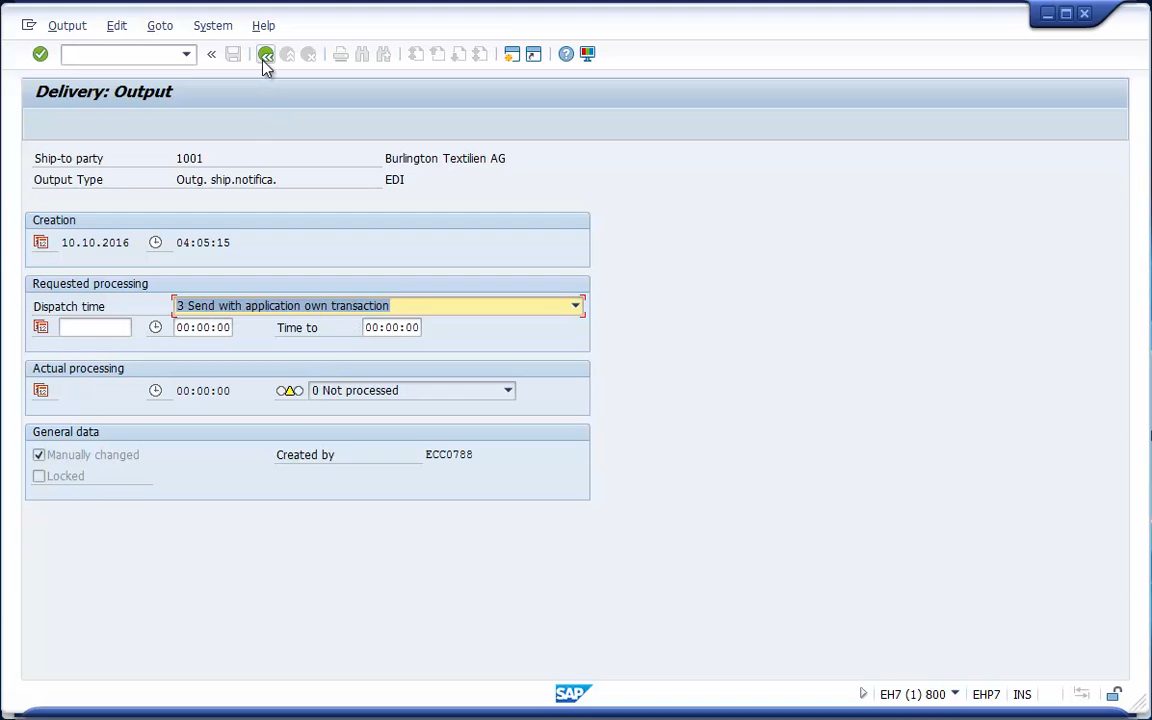 Output Edit Goto System Help
Delivery: Output
Ship-to party 1001 Burlington Textilien AG
Output Type Outg. ship.notifica. EDI
Creation
10.10.2016 04:05:15
Requested processing
Dispatch time 3 Send with application own transaction
00:00:00 Time to 00:00:00
Actual processing
00:00:00 0 Not processed
General data
Manually changed Created by ECC0788
Locked
SAP EH7 (1) 800 EHP7 INS